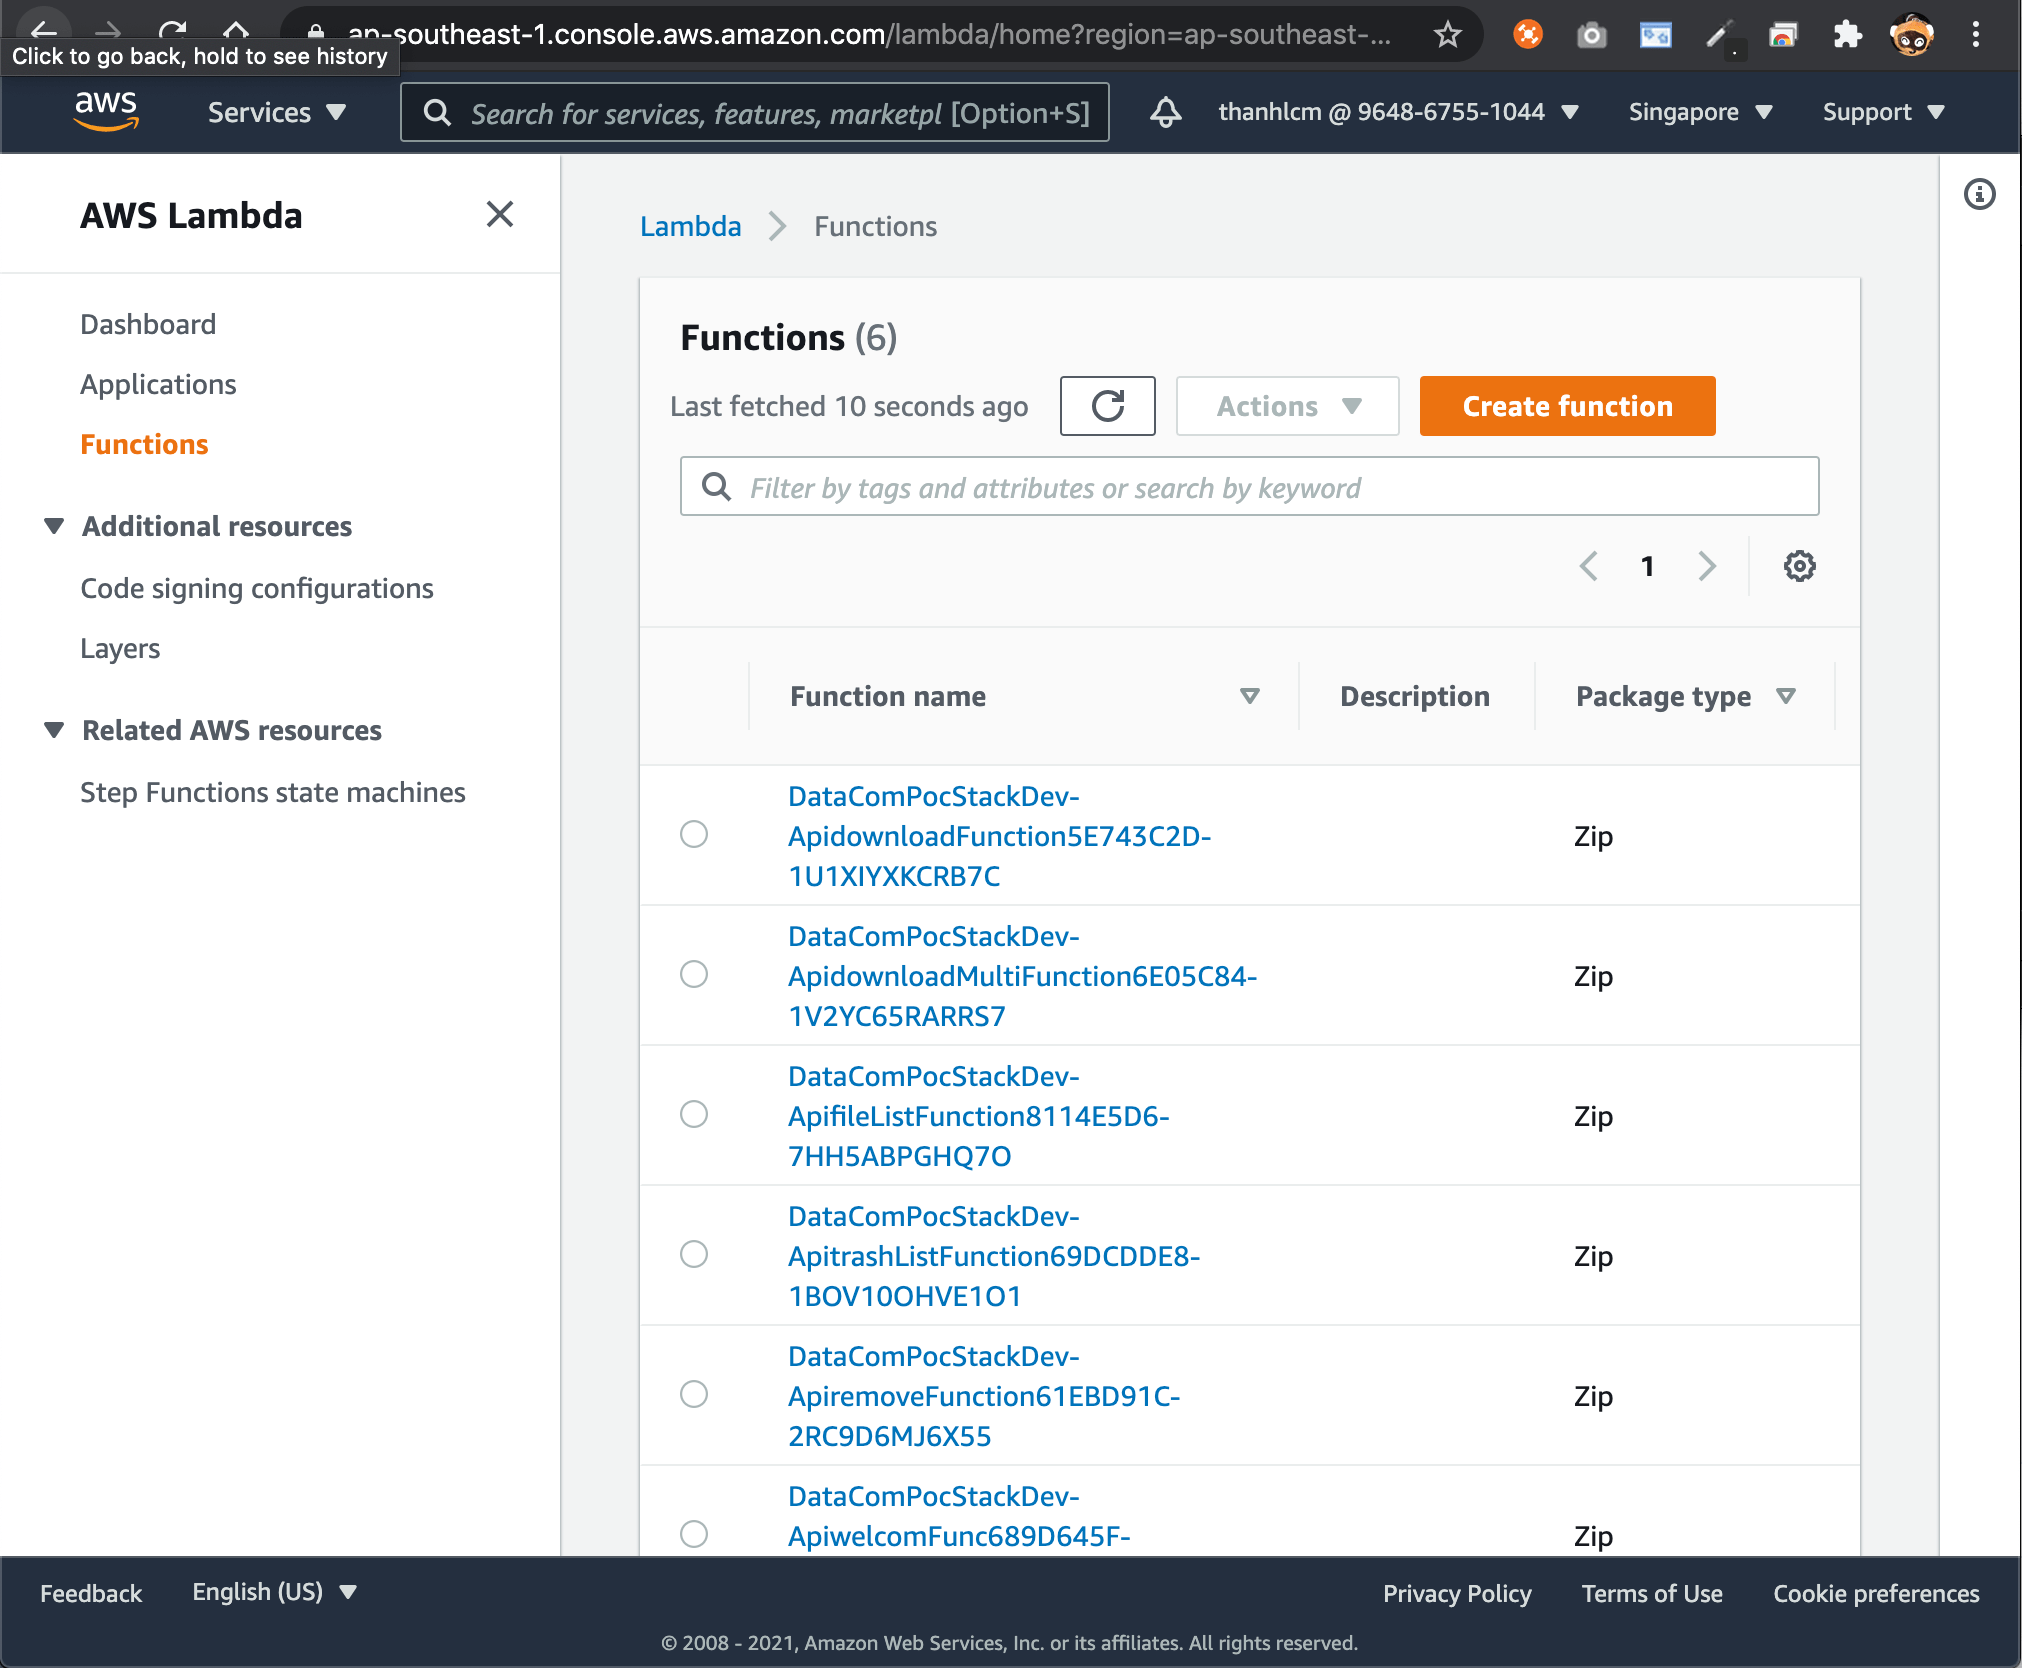 ap-southeast-1.console.aws.amazon.com/lambda/home?region=ap-southeast-...
Click to go back, hold to see history
aws
Services
Search for services, features, marketpl [Option+S]
thanhlcm @ 9648-6755-1044
Singapore
Support
AWS Lambda
Dashboard
Applications
Functions
Additional resources
Code signing configurations
Layers
Related AWS resources
Step Functions state machines
Lambda
Functions
Functions (6)
Last fetched 10 seconds ago
Actions
Create function
Filter by tags and attributes or search by keyword
1
Function name
Description
Package type
DataComPocStackDev-
ApidownloadFunction5E743C2D-
1U1XIYXKCRB7C
Zip
DataComPocStackDev-
ApidownloadMultiFunction6E05C84-
1V2YC65RARRS7
Zip
DataComPocStackDev-
ApifileListFunction8114E5D6-
7HH5ABPGHQ7O
Zip
DataComPocStackDev-
ApitrashListFunction69DCDDE8-
1BOV10OHVE1O1
Zip
DataComPocStackDev-
ApiremoveFunction61EBD91C-
2RC9D6MJ6X55
Zip
DataComPocStackDev-
ApiwelcomFunc689D645F-
Zip
Feedback
English (US)
Privacy Policy
Terms of Use
Cookie preferences
© 2008 - 2021, Amazon Web Services, Inc. or its affiliates. All rights reserved.